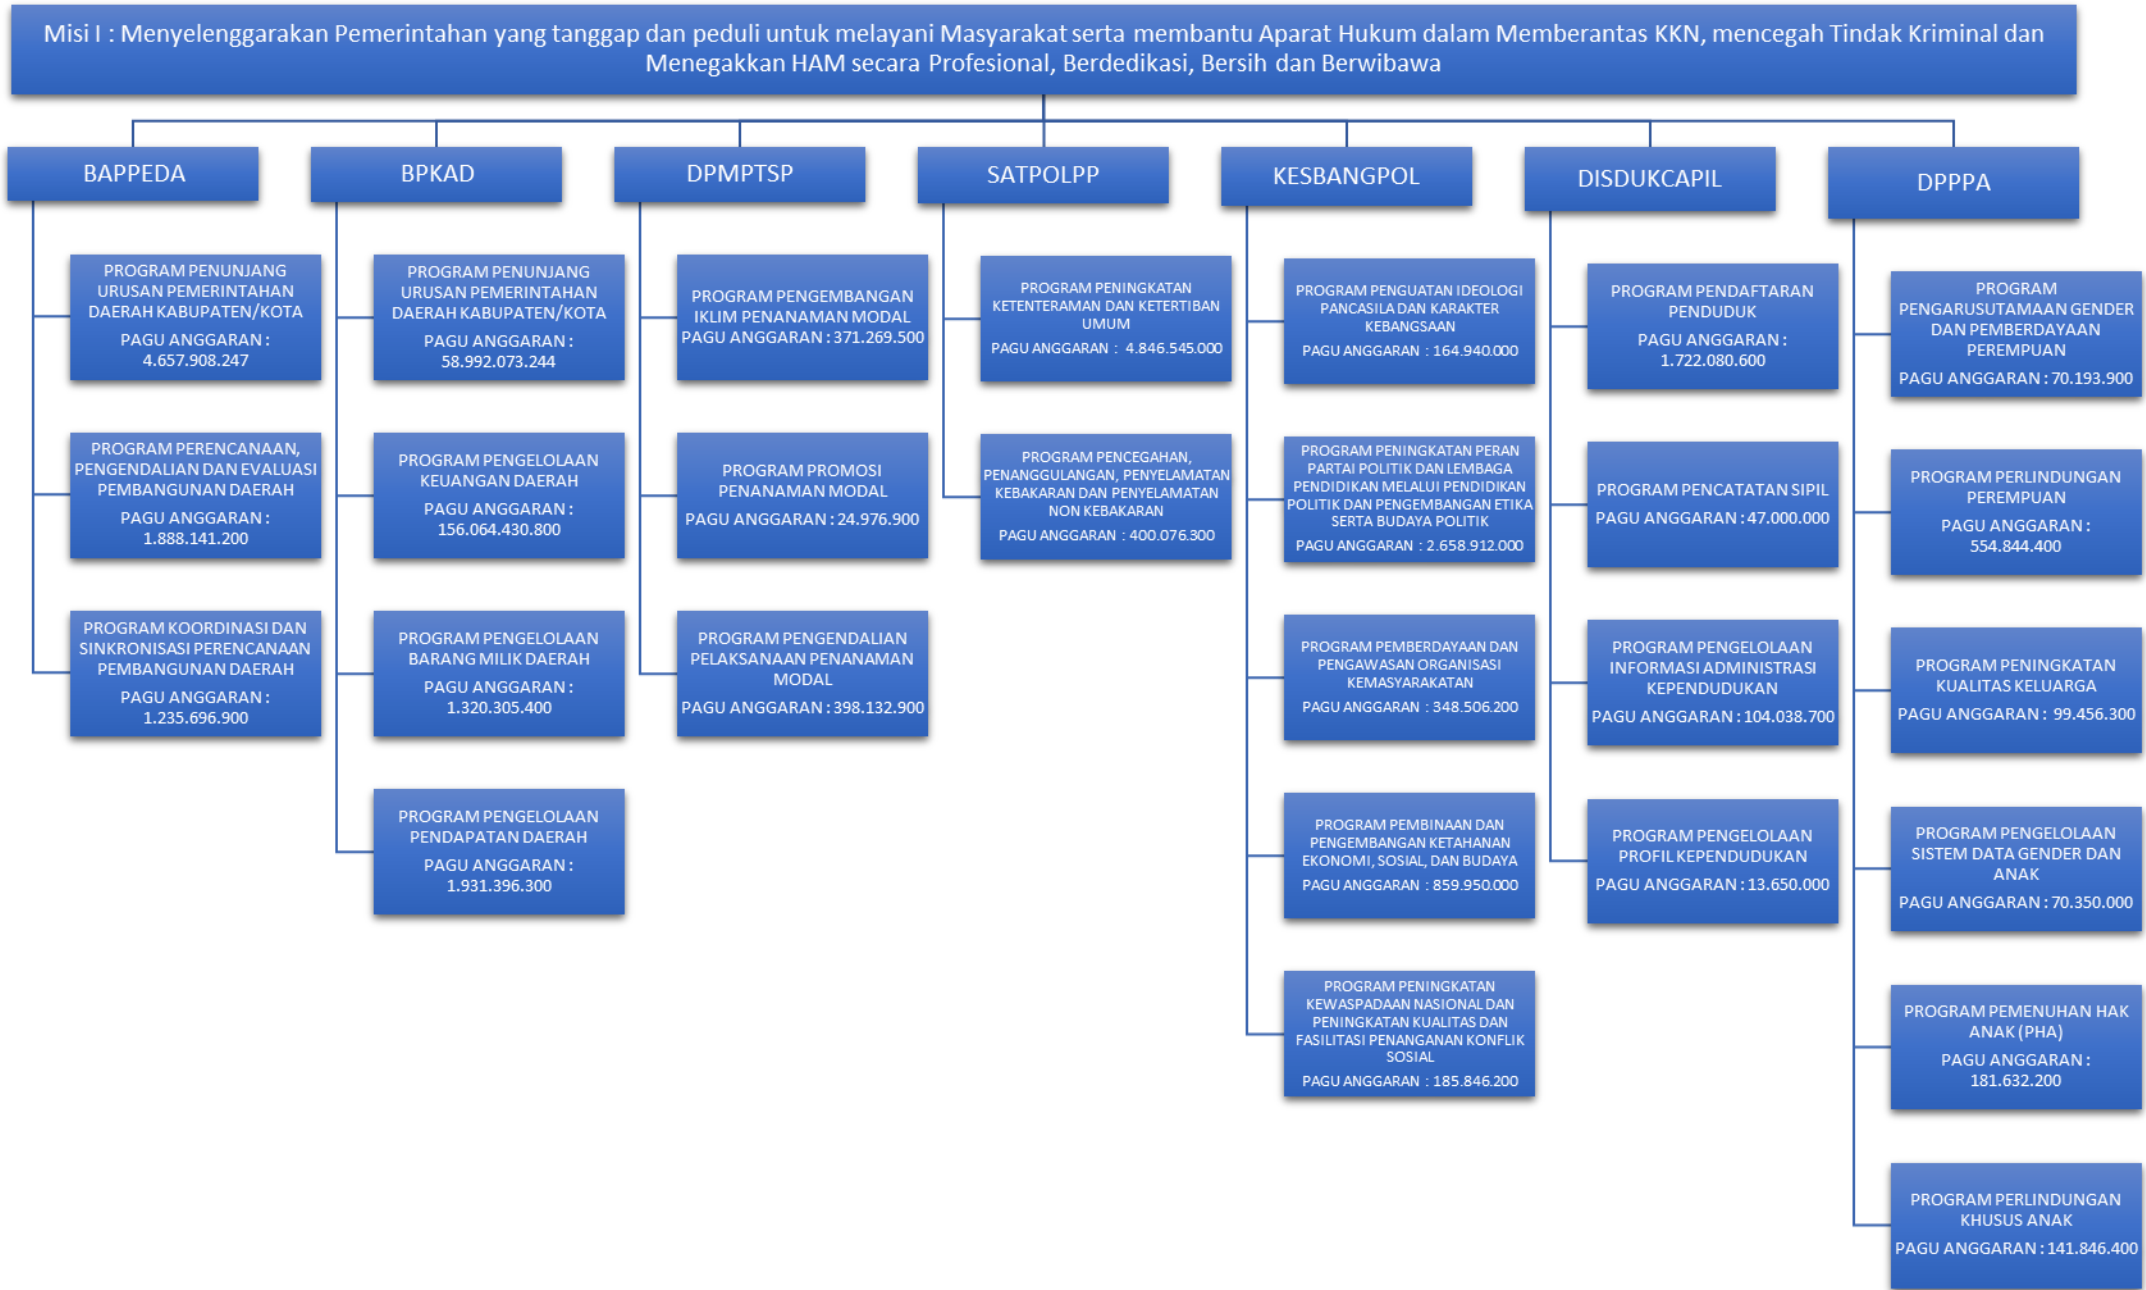 Misi I : Menyelenggarakan Pemerintahan yang tanggap dan peduli untuk melayani Masyarakat serta membantu Aparat Hukum dalam Memberantas KKN, mencegah Tindak Kriminal dan
Menegakkan HAM secara Profesional, Berdedikasi, Bersih dan Berwibawa
BAPPEDA
PROGRAM PENUNJANG
URUSAN PEMERINTAHAN
DAERAH KABUPATEN/KOTA
PAGU ANGGARAN :
4.657.908.247
PROGRAM PERENCANAAN,
PENGENDALIAN DAN EVALUASI
PEMBANGUNAN DAERAH
PAGU ANGGARAN :
1.888.141.200
PROGRAM KOORDINASI DAN
SINKRONISASI PERENCANAAN
PEMBANGUNAN DAERAH
PAGU ANGGARAN :
1.235.696.900
BPKAD
PROGRAM PENUNJANG
URUSAN PEMERINTAHAN
DAERAH KABUPATEN/KOTA
PAGU ANGGARAN :
58.992.073.244
PROGRAM PENGELOLAAN
KEUANGAN DAERAH
PAGU ANGGARAN :
156.064.430.800
PROGRAM PENGELOLAAN
BARANG MILIK DAERAH
PAGU ANGGARAN :
1.320.305.400
PROGRAM PENGELOLAAN
PENDAPATAN DAERAH
PAGU ANGGARAN :
1.931.396.300
DPMPTSP
PROGRAM PENGEMBANGAN
IKLIM PENANAMAN MODAL
PAGU ANGGARAN : 371.269.500
PROGRAM PROMOSI
PENANAMAN MODAL
PAGU ANGGARAN : 24.976.900
PROGRAM PENGENDALIAN
PELAKSANAAN PENANAMAN
MODAL
PAGU ANGGARAN : 398.132.900
SATPOLPP
PROGRAM PENINGKATAN
KETENTERAMAN DAN KETERTIBAN
UMUM
PAGU ANGGARAN : 4.846.545.000
PROGRAM PENCEGAHAN,
PENANGGULANGAN, PENYELAMATAN
KEBAKARAN DAN PENYELAMATAN
NON KEBAKARAN
PAGU ANGGARAN : 400.076.300
KESBANGPOL
PROGRAM PENGUATAN IDEOLOGI
PANCASILA DAN KARAKTER
KEBANGSAAN
PAGU ANGGARAN : 164.940.000
PROGRAM PENINGKATAN PERAN
PARTAI POLITIK DAN LEMBAGA
PENDIDIKAN MELALUI PENDIDIKAN
POLITIK DAN PENGEMBANGAN ETIKA
SERTA BUDAYA POLITIK
PAGU ANGGARAN : 2.658.912.000
PROGRAM PEMBERDAYAAN DAN
PENGAWASAN ORGANISASI
KEMASYARAKATAN
PAGU ANGGARAN : 348.506.200
PROGRAM PEMBINAAN DAN
PENGEMBANGAN KETAHANAN
EKONOMI, SOSIAL, DAN BUDAYA
PAGU ANGGARAN : 859.950.000
PROGRAM PENINGKATAN
KEWASPADAAN NASIONAL DAN
PENINGKATAN KUALITAS DAN
FASILITASI PENANGANAN KONFLIK
SOSIAL
PAGU ANGGARAN : 185.846.200
DISDUKCAPIL
PROGRAM PENDAFTARAN
PENDUDUK
PAGU ANGGARAN :
1.722.080.600
PROGRAM PENCATATAN SIPIL
PAGU ANGGARAN : 47.000.000
PROGRAM PENGELOLAAN
INFORMASI ADMINISTRASI
KEPENDUDUKAN
PAGU ANGGARAN : 104.038.700
PROGRAM PENGELOLAAN
PROFIL KEPENDUDUKAN
PAGU ANGGARAN : 13.650.000
DPPPA
PROGRAM
PENGARUSUTAMAAN GENDER
DAN PEMBERDAYAAN
PEREMPUAN
PAGU ANGGARAN : 70.193.900
PROGRAM PERLINDUNGAN
PEREMPUAN
PAGU ANGGARAN :
554.844.400
PROGRAM PENINGKATAN
KUALITAS KELUARGA
PAGU ANGGARAN : 99.456.300
PROGRAM PENGELOLAAN
SISTEM DATA GENDER DAN
ANAK
PAGU ANGGARAN : 70.350.000
PROGRAM PEMENUHAN HAK
ANAK (PHA)
PAGU ANGGARAN :
181.632.200
PROGRAM PERLINDUNGAN
KHUSUS ANAK
PAGU ANGGARAN : 141.846.400